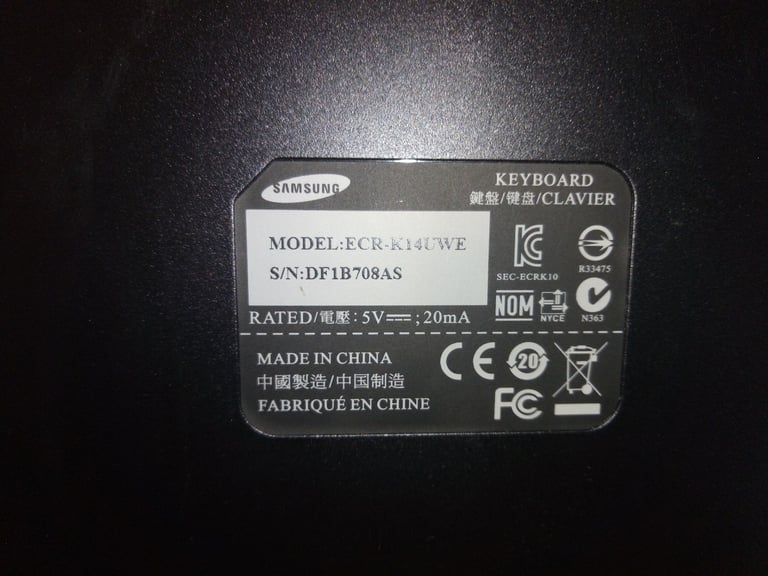 SAMSUNG
KEYBOARD
鍵盤/键盘/CLAVIER
MODEL:ECR-K14UWE
S/N:DF1B708AS
SEC-ECRK10
R33475
NOM
NYCE
N363
RATED/電壓: 5V⎓; 20mA
MADE IN CHINA
中國製造/中国制造
FABRIQUÉ EN CHINE
CE
20
FC